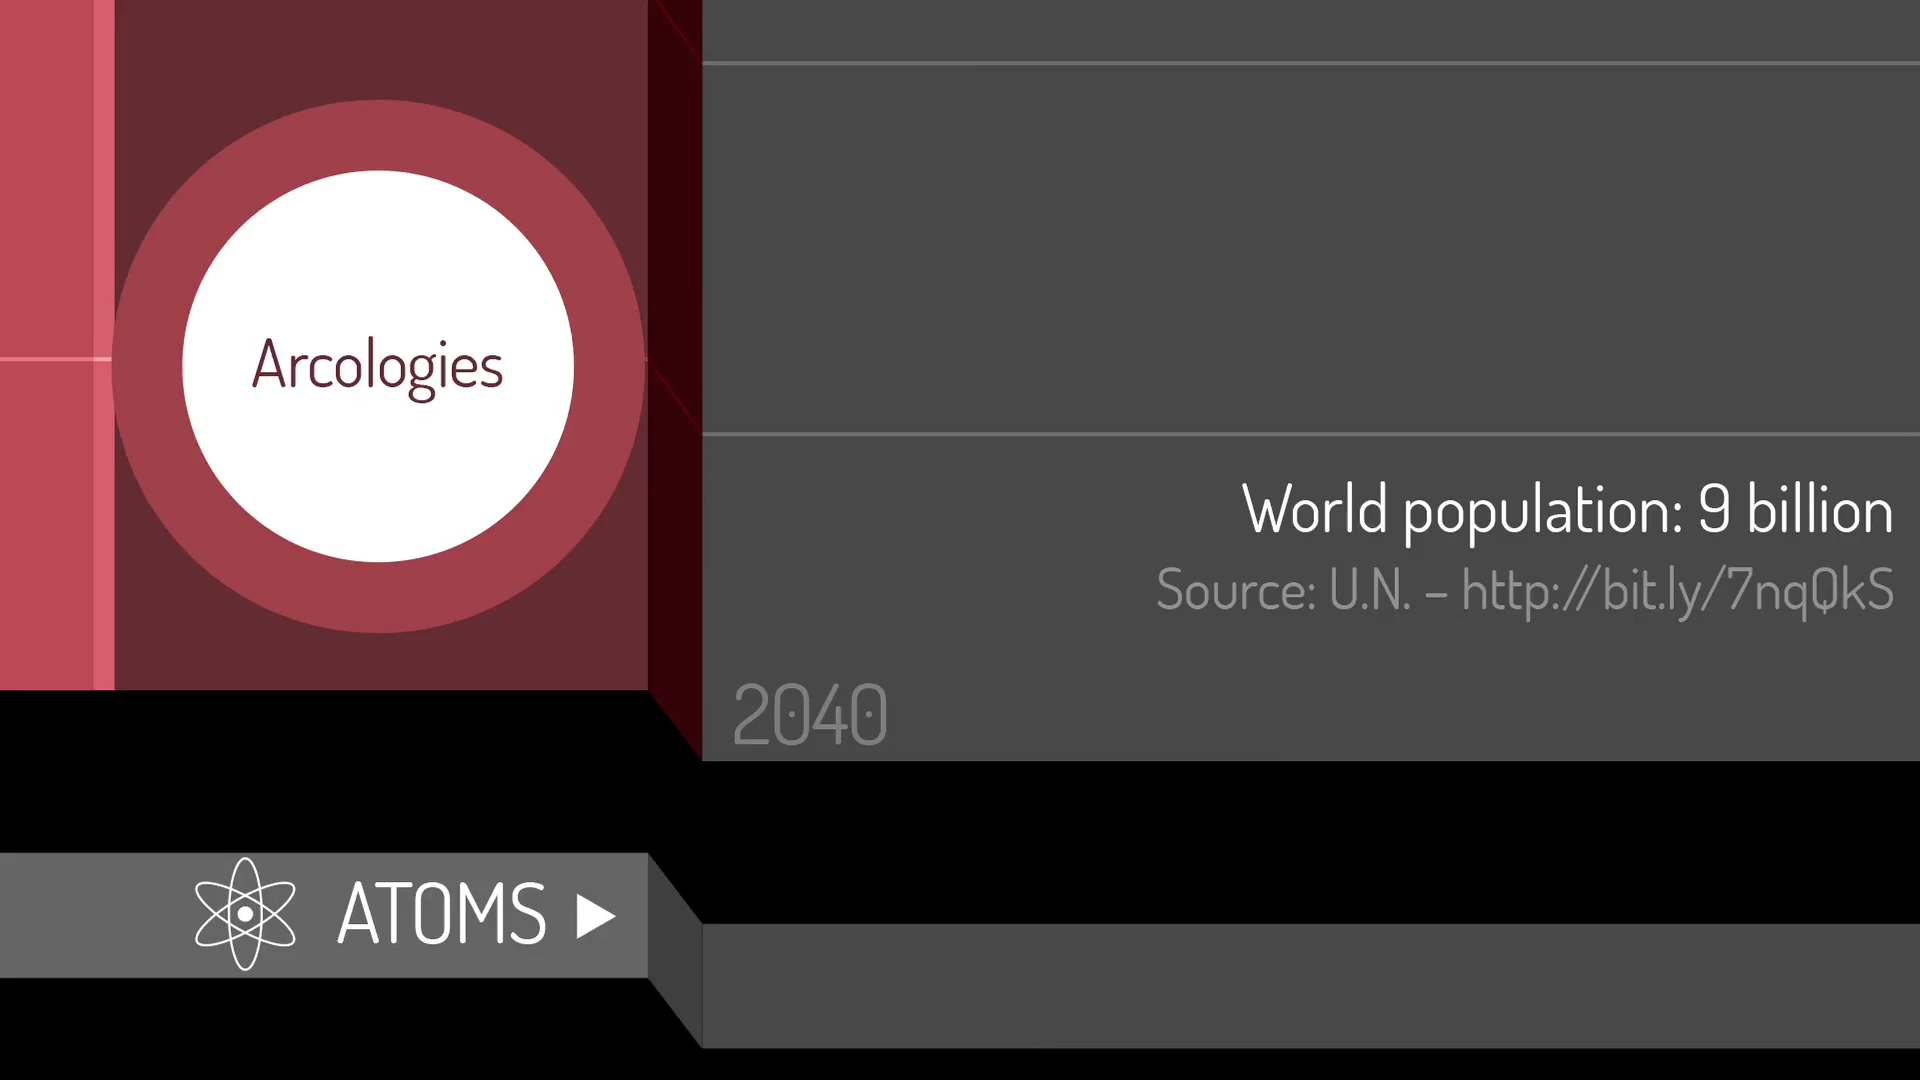 Arcologies
World population: 9 billion
Source: U.N. – http://bit.ly/7nqQkS
2040
ATOMS